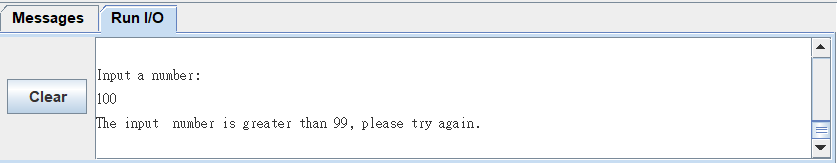 Messages Run I/O
Input a number:
Clear
100
The input  number is greater than 99, please try again.